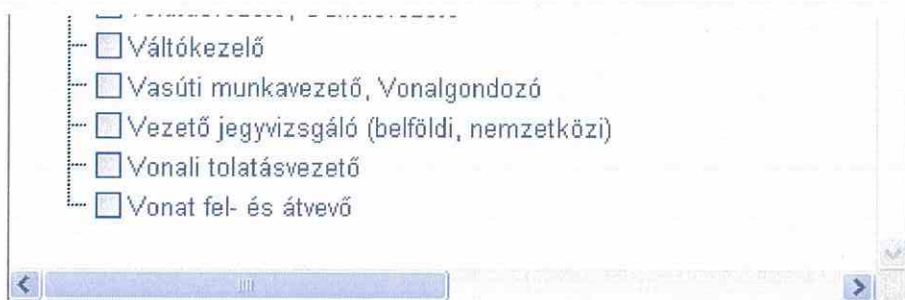 Váltókezelő
Vasúti munkavezető, Vonalgondozó
Vezető jegyvizsgáló (belföldi, nemzetközi)
Vonali tolatásvezető
Vonat fel- és átvevő